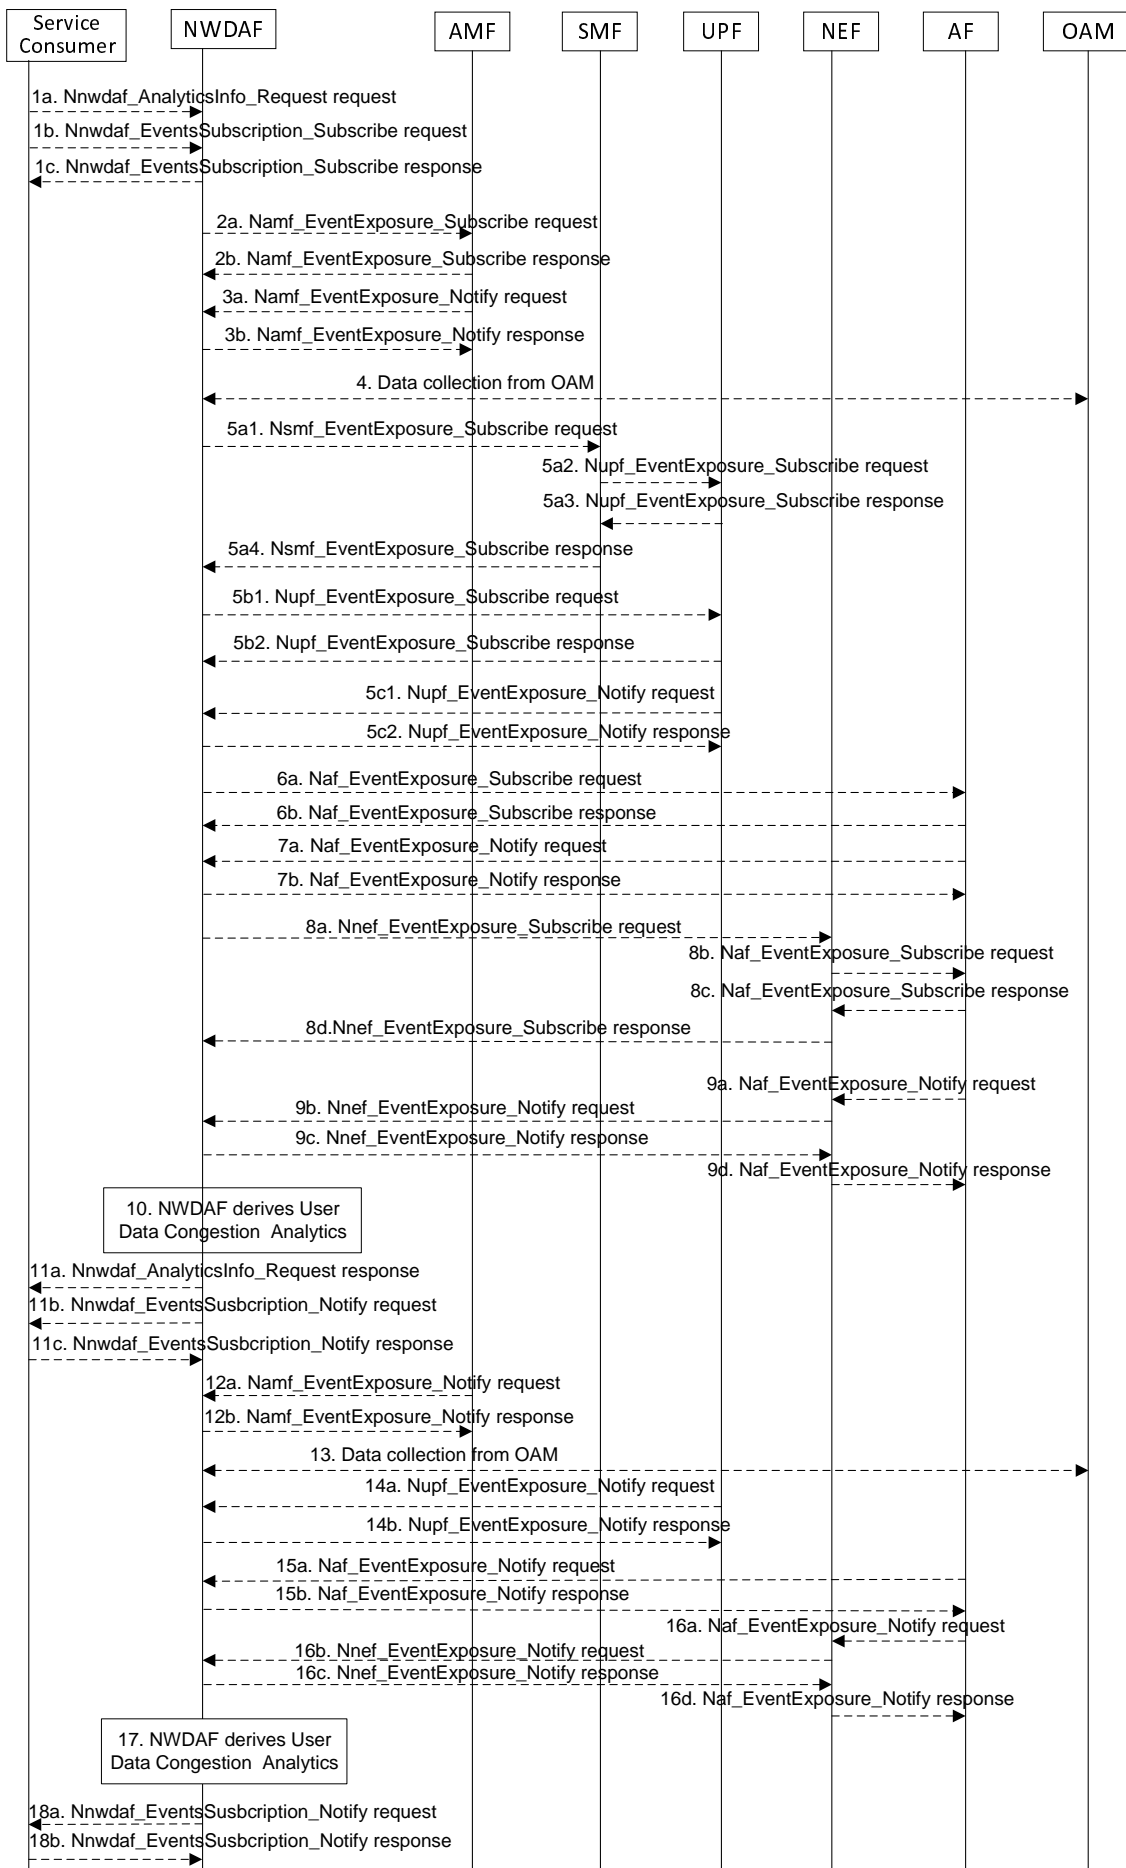 Service
Consumer
NWDAF
AMF
SMF
UPF
NEF
AF
OAM
1a. Nnwdaf_AnalyticsInfo_Request request
1b. Nnwdaf_EventsSubscription_Subscribe request
1c. Nnwdaf_EventsSubscription_Subscribe response
2a. Namf_EventExposure_Subscribe request
2b. Namf_EventExposure_Subscribe response
3a. Namf_EventExposure_Notify request
3b. Namf_EventExposure_Notify response
4. Data collection from OAM
5a1. Nsmf_EventExposure_Subscribe request
5a2. Nupf_EventExposure_Subscribe request
5a3. Nupf_EventExposure_Subscribe response
5a4. Nsmf_EventExposure_Subscribe response
5b1. Nupf_EventExposure_Subscribe request
5b2. Nupf_EventExposure_Subscribe response
5c1. Nupf_EventExposure_Notify request
5c2. Nupf_EventExposure_Notify response
6a. Naf_EventExposure_Subscribe request
6b. Naf_EventExposure_Subscribe response
7a. Naf_EventExposure_Notify request
7b. Naf_EventExposure_Notify response
8a. Nnef_EventExposure_Subscribe request
8b. Naf_EventExposure_Subscribe request
8c. Naf_EventExposure_Subscribe response
8d.Nnef_EventExposure_Subscribe response
9a. Naf_EventExposure_Notify request
9b. Nnef_EventExposure_Notify request
9c. Nnef_EventExposure_Notify response
9d. Naf_EventExposure_Notify response
10. NWDAF derives User
Data Congestion  Analytics
11a. Nnwdaf_AnalyticsInfo_Request response
11b. Nnwdaf_EventsSusbcription_Notify request
11c. Nnwdaf_EventsSusbcription_Notify response
12a. Namf_EventExposure_Notify request
12b. Namf_EventExposure_Notify response
13. Data collection from OAM
14a. Nupf_EventExposure_Notify request
14b. Nupf_EventExposure_Notify response
15a. Naf_EventExposure_Notify request
15b. Naf_EventExposure_Notify response
16a. Naf_EventExposure_Notify request
16b. Nnef_EventExposure_Notify request
16c. Nnef_EventExposure_Notify response
16d. Naf_EventExposure_Notify response
17. NWDAF derives User
Data Congestion  Analytics
18a. Nnwdaf_EventsSusbcription_Notify request
18b. Nnwdaf_EventsSusbcription_Notify response